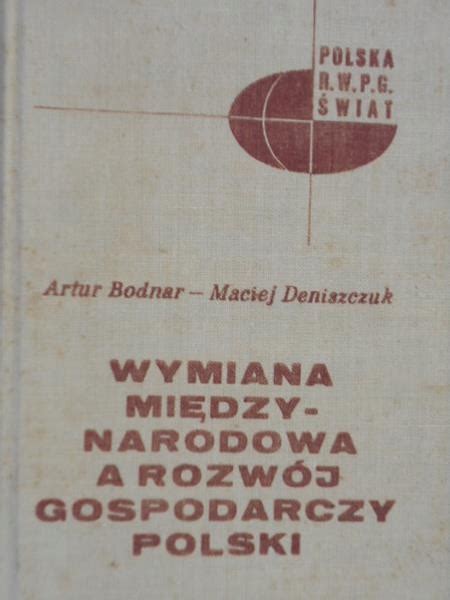 POLSKA
R.W.P.G.
ŚWIAT
Artur Bodnar – Maciej Deniszczuk
WYMIANA
MIĘDZY-
NARODOWA
A ROZWÓJ
GOSPODARCZY
POLSKI